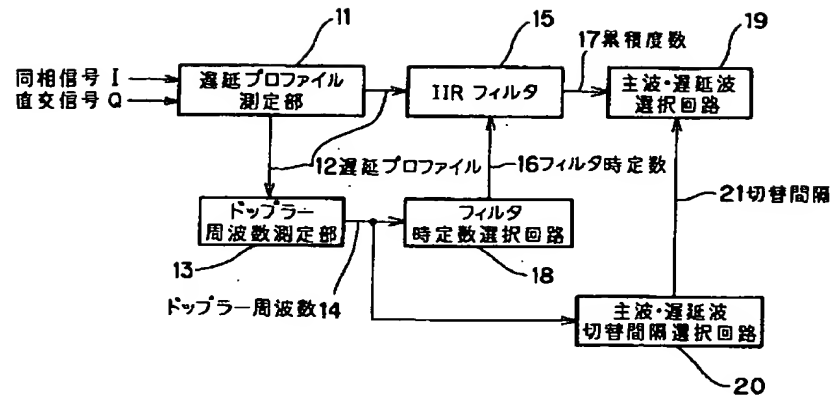 11
15
17累積度数
19
同相信号 I
直交信号 Q
遅延プロファイル
測定部
IIR フィルタ
主波・遅延波
選択回路
12遅延プロファイル
16フィルタ時定数
21切替間隔
ドップラー
周波数測定部
フィルタ
時定数選択回路
13
18
ドップラー周波数14
主波・遅延波
切替間隔選択回路
20